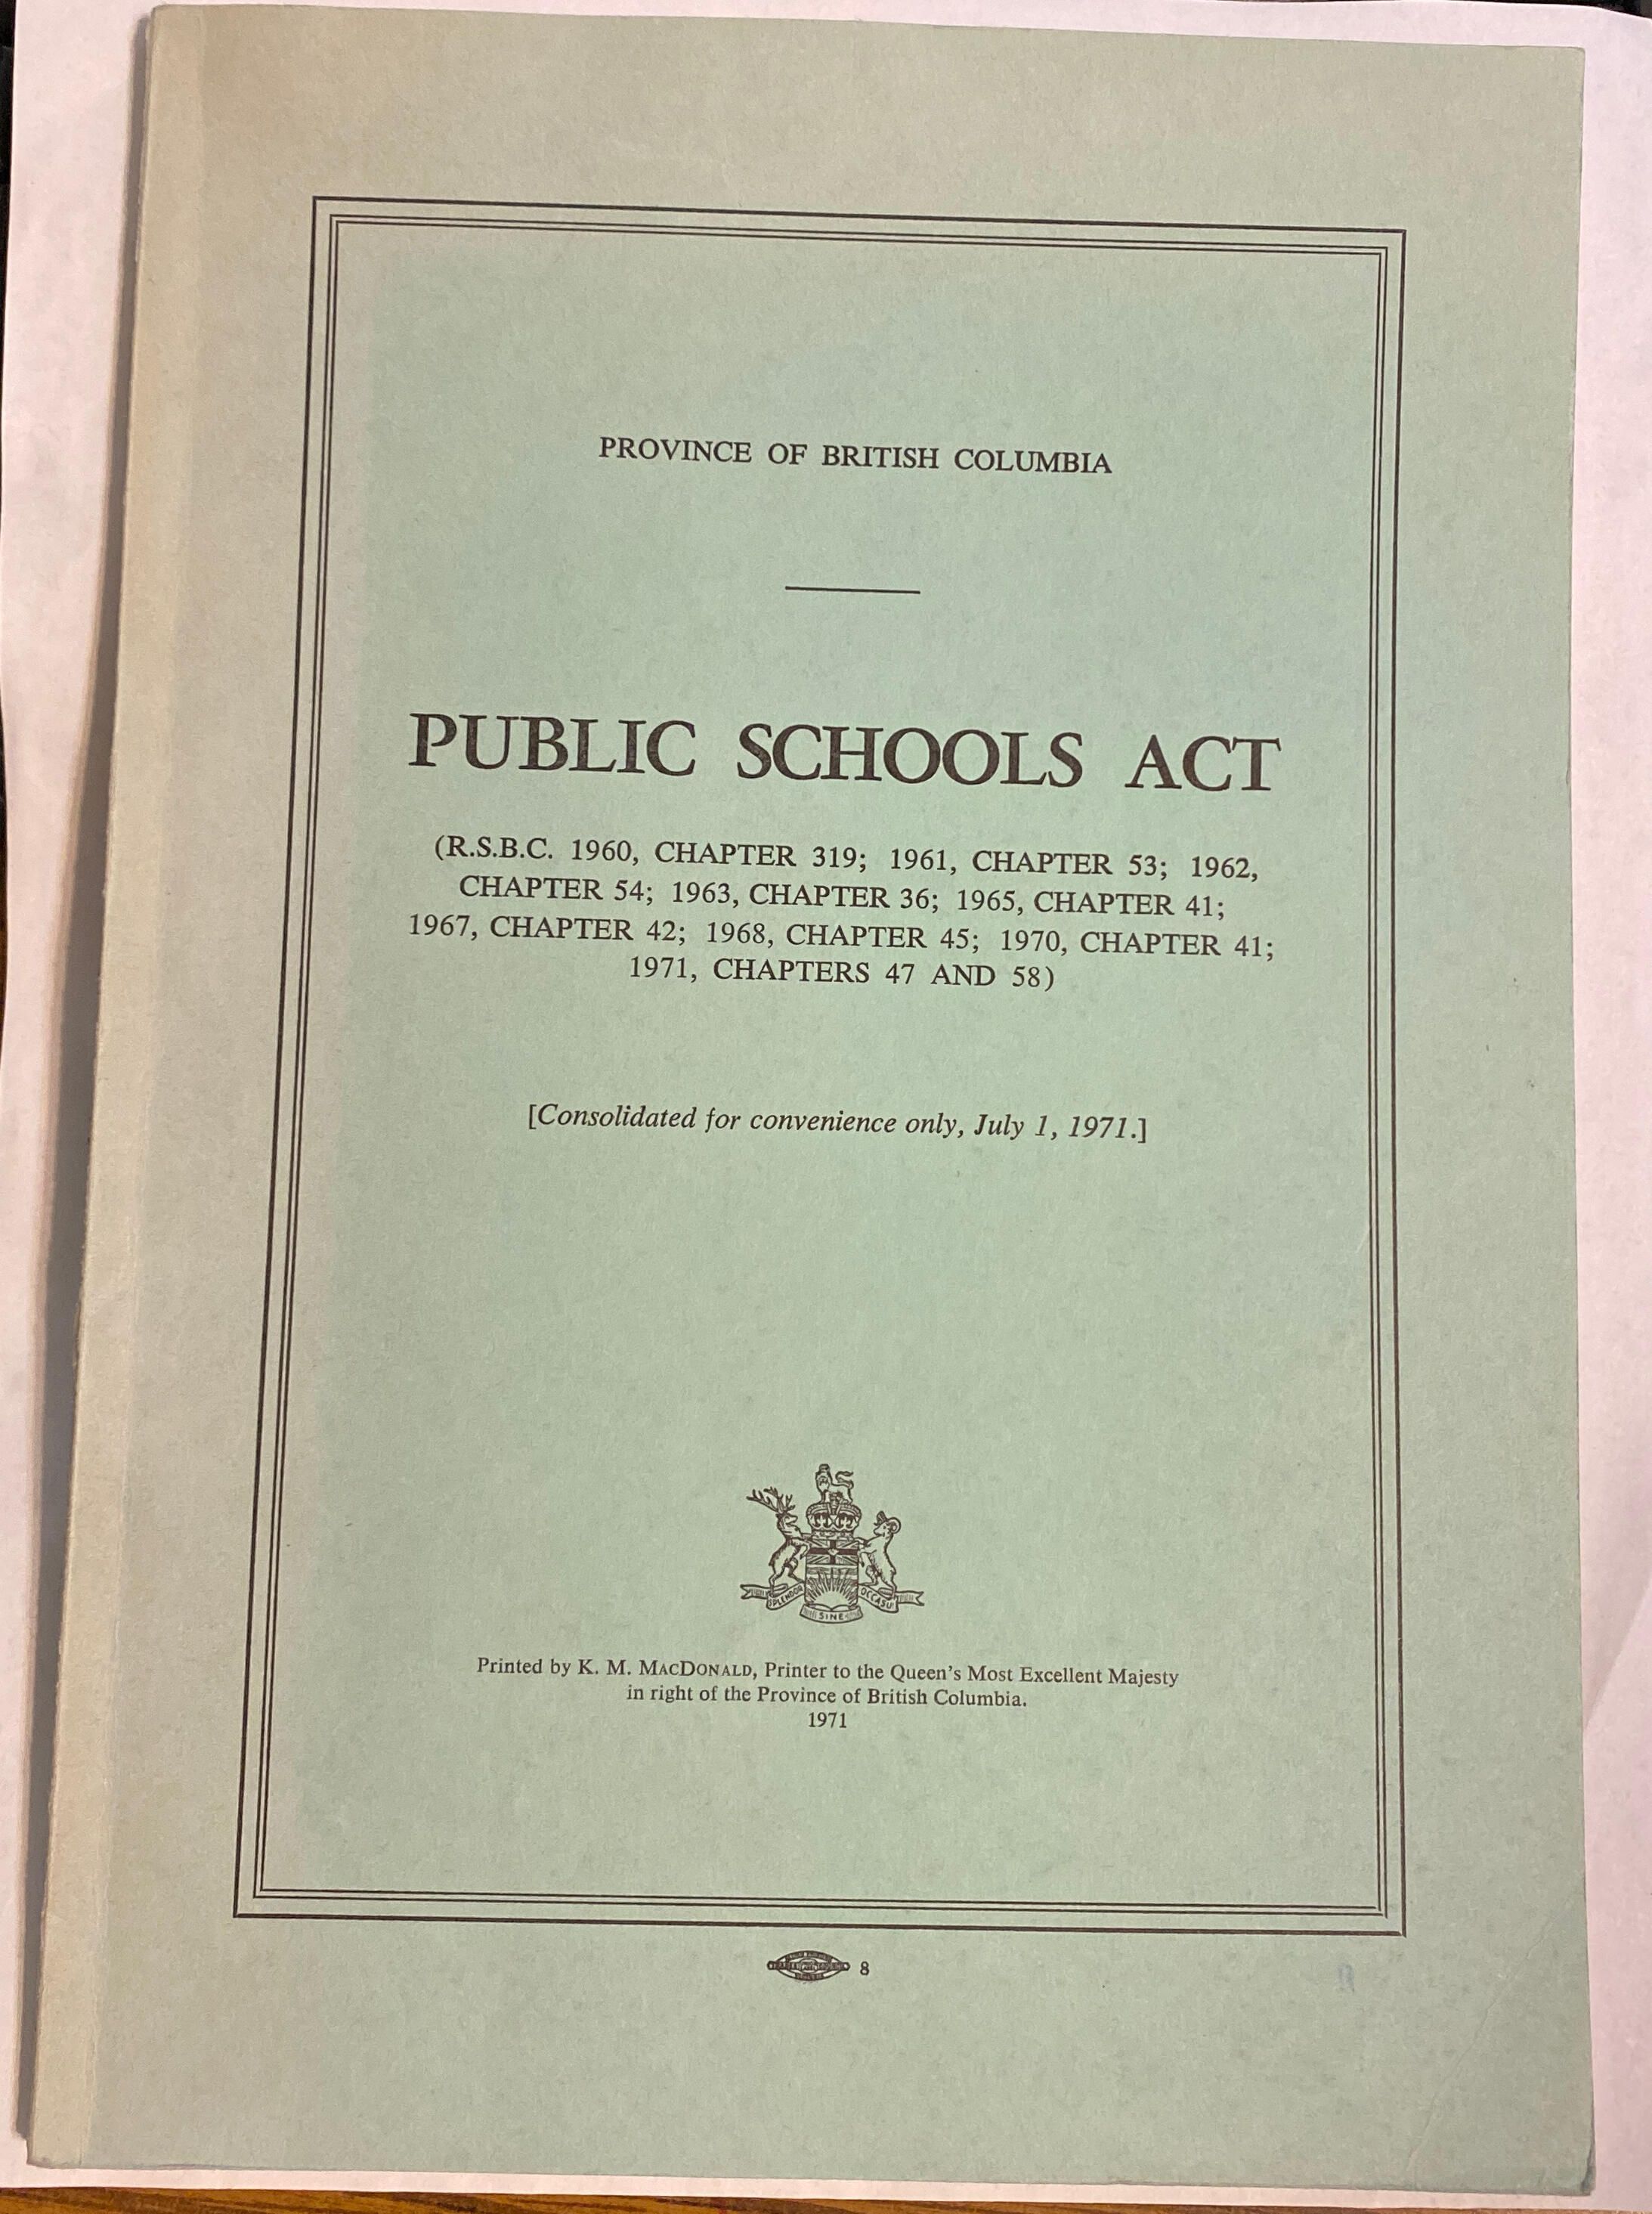 PROVINCE OF BRITISH COLUMBIA
PUBLIC SCHOOLS ACT
(R.S.B.C. 1960, CHAPTER 319; 1961, CHAPTER 53; 1962,
CHAPTER 54; 1963, CHAPTER 36; 1965, CHAPTER 41;
1967, CHAPTER 42; 1968, CHAPTER 45; 1970, CHAPTER 41;
1971, CHAPTERS 47 AND 58)
[Consolidated for convenience only, July 1, 1971.]
SPLENDOR SINE OCCASU
Printed by K. M. MACDONALD, Printer to the Queen's Most Excellent Majesty
in right of the Province of British Columbia.
1971
8